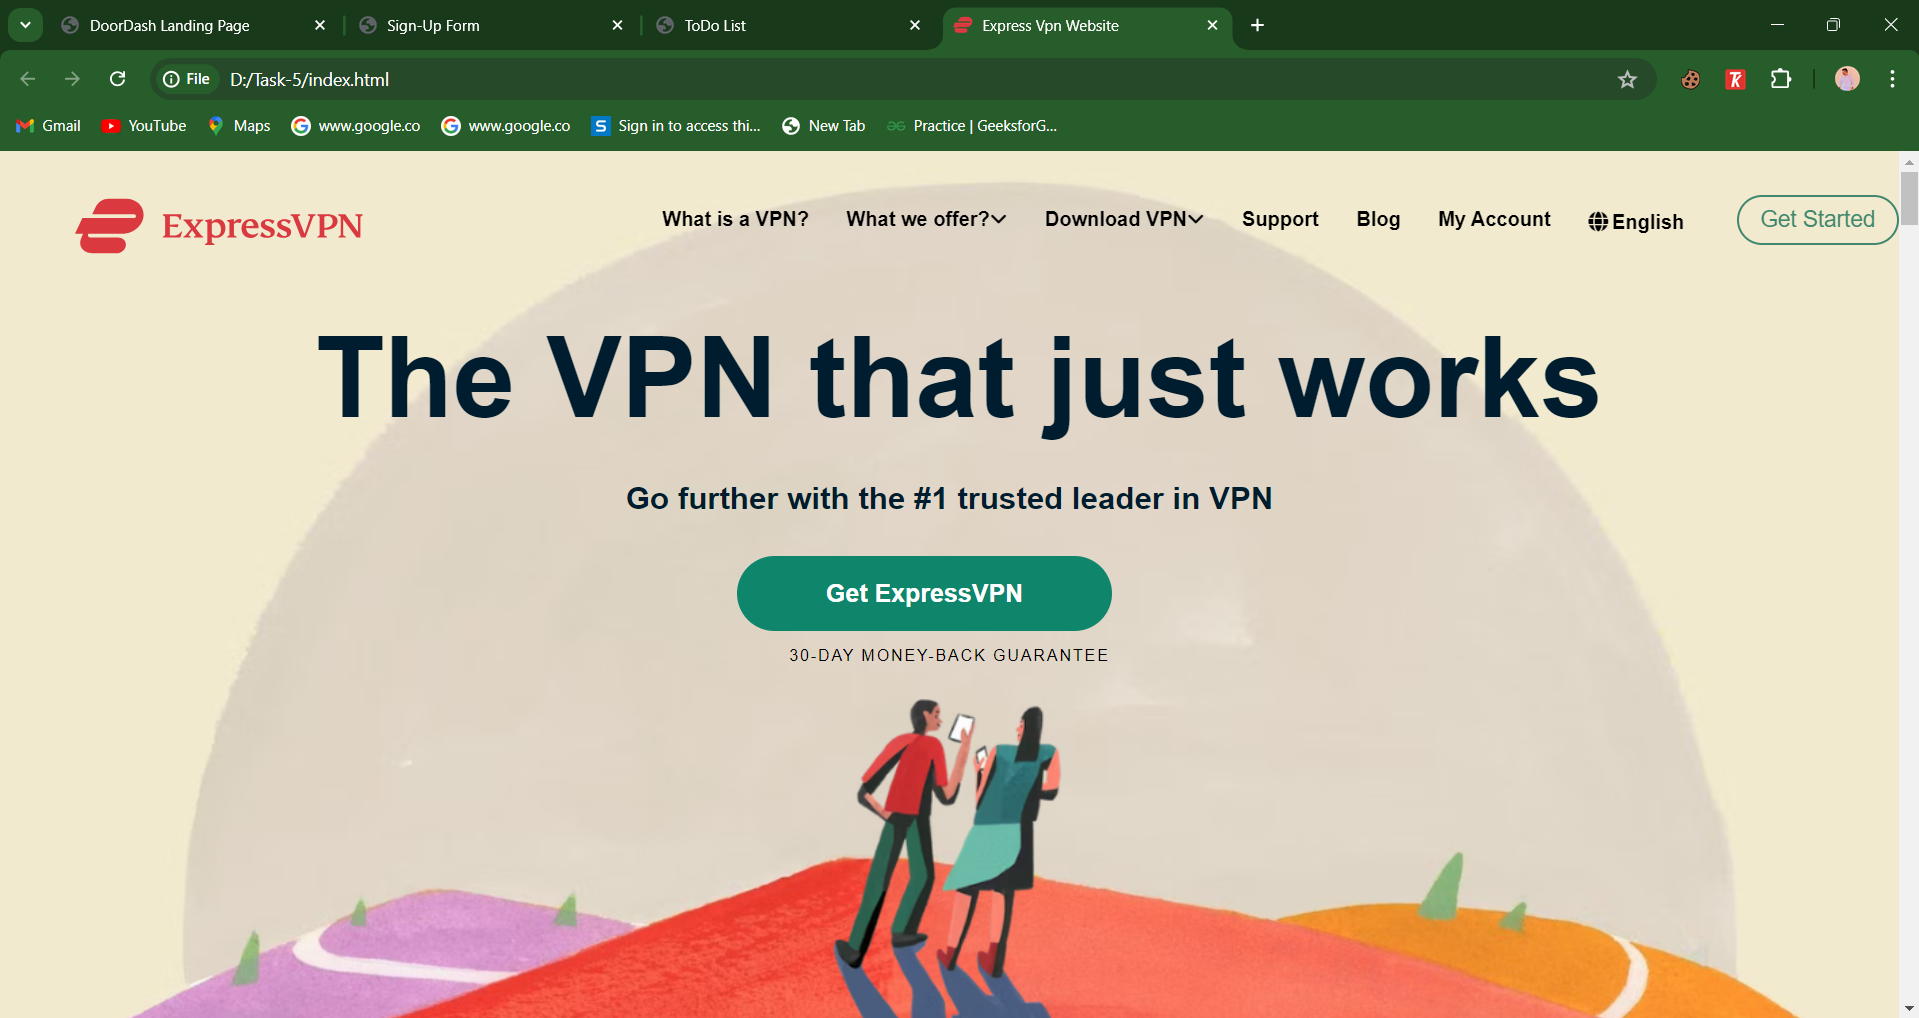 DoorDash Landing Page
Sign-Up Form
ToDo List
Express Vpn Website
File
D:/Task-5/index.html
Gmail
YouTube
Maps
www.google.co
www.google.co
Sign in to access thi...
New Tab
Practice | GeeksforG...
ExpressVPN
What is a VPN?
What we offer?
Download VPN
Support
Blog
My Account
English
Get Started
The VPN that just works
Go further with the #1 trusted leader in VPN
Get ExpressVPN
30-DAY MONEY-BACK GUARANTEE